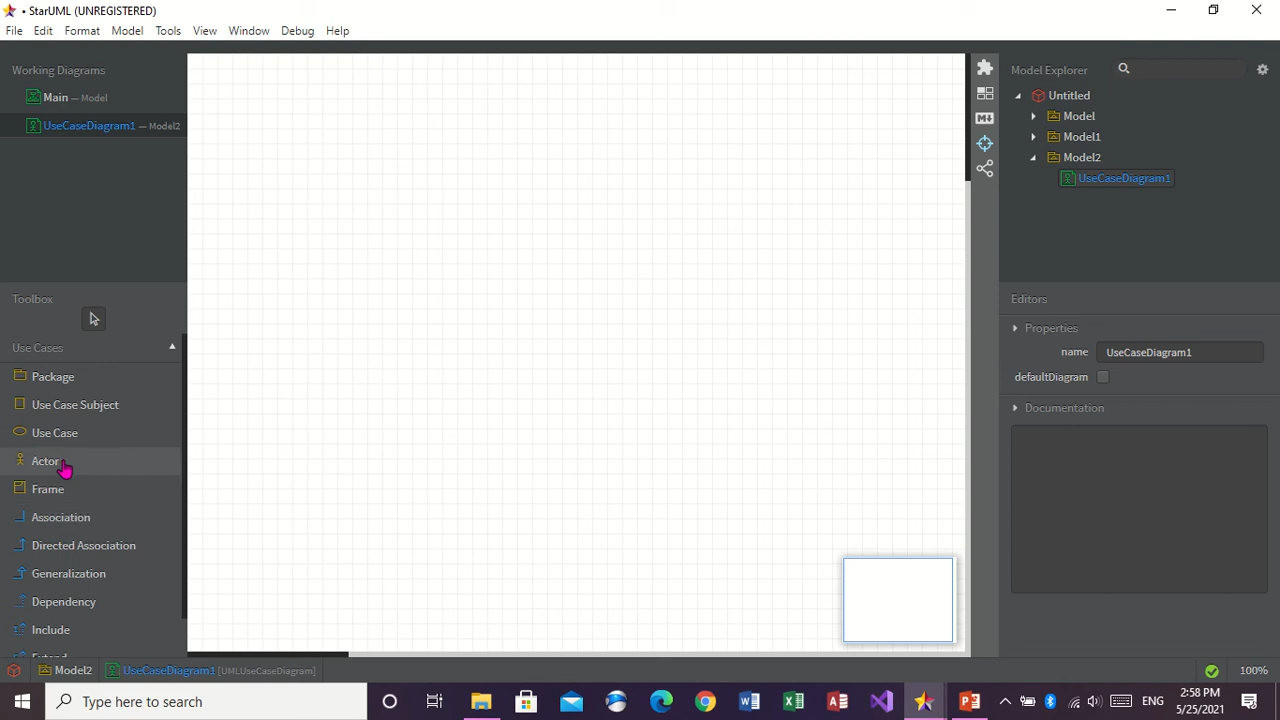 • StarUML (UNREGISTERED)
File Edit Format Model Tools View Window Debug Help
Working Diagrams
Main — Model
UseCaseDiagram1 — Model2
Toolbox
Use Cases
Package
Use Case Subject
Use Case
Actor
Frame
Association
Directed Association
Generalization
Dependency
Include
Extend
M↓
Model Explorer
Untitled
Model
Model1
Model2
UseCaseDiagram1
Editors
Properties
name UseCaseDiagram1
defaultDiagram
Documentation
Model2 UseCaseDiagram1 [UMLUseCaseDiagram]
100%
Type here to search
ENG
2:58 PM
5/25/2021